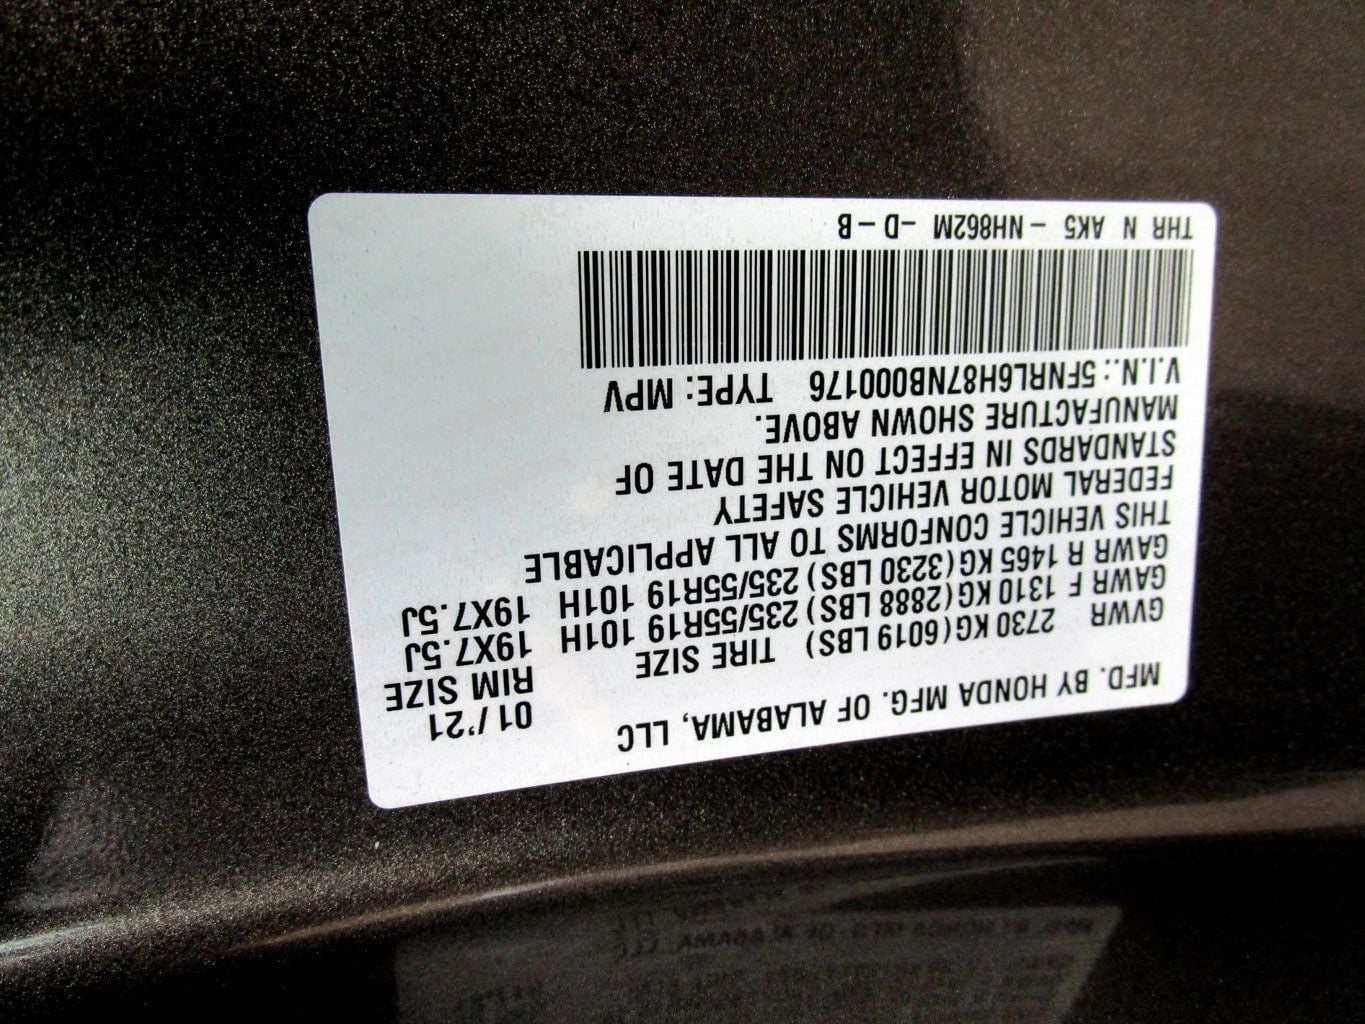 MFD. BY HONDA MFG. OF ALABAMA, LLC 01/'21
GVWR 2730 KG(6019 LBS) TIRE SIZE RIM SIZE
GAWR F 1310 KG(2888 LBS) 235/55R19 101H 19X7.5J
GAWR R 1465 KG(3230 LBS) 235/55R19 101H 19X7.5J
THIS VEHICLE CONFORMS TO ALL APPLICABLE
FEDERAL MOTOR VEHICLE SAFETY
STANDARDS IN EFFECT ON THE DATE OF
MANUFACTURE SHOWN ABOVE.
V.I.N.: 5FNRL6H87NB000176 TYPE: MPV
THR N AK5 - NH862M - D - B